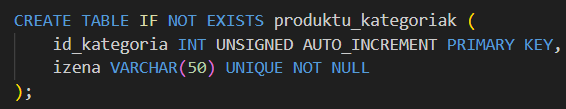 CREATE TABLE IF NOT EXISTS produktu_kategoriak (
    id_kategoria INT UNSIGNED AUTO_INCREMENT PRIMARY KEY,
    izena VARCHAR(50) UNIQUE NOT NULL
);